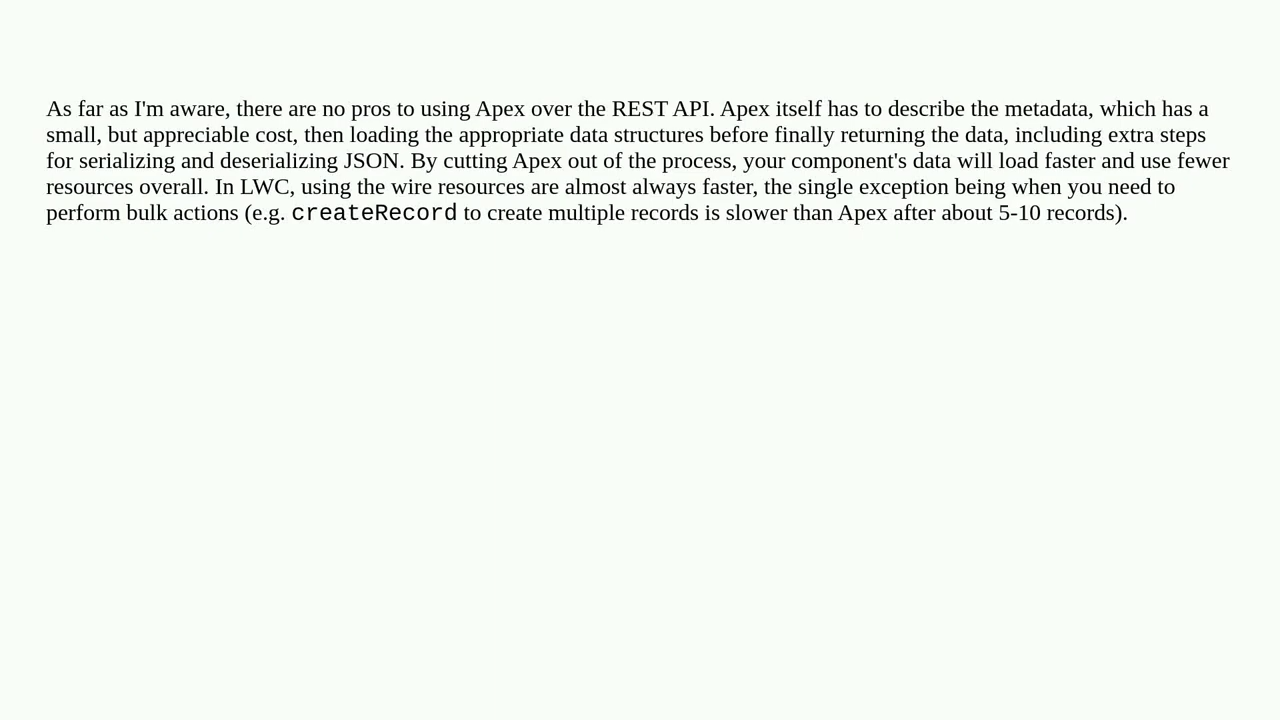 As far as I'm aware, there are no pros to using Apex over the REST API. Apex itself has to describe the metadata, which has a
small, but appreciable cost, then loading the appropriate data structures before finally returning the data, including extra steps
for serializing and deserializing JSON. By cutting Apex out of the process, your component's data will load faster and use fewer
resources overall. In LWC, using the wire resources are almost always faster, the single exception being when you need to
perform bulk actions (e.g. createRecord to create multiple records is slower than Apex after about 5-10 records).